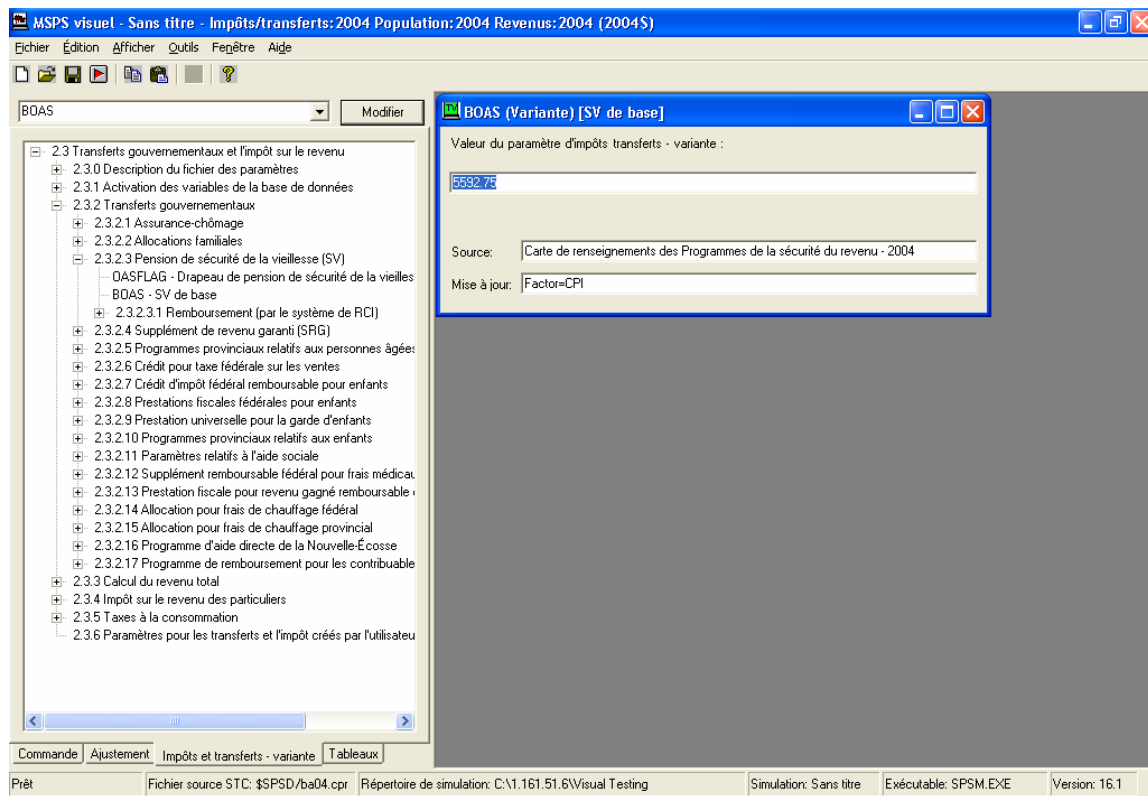 MSPS visuel - Sans titre - Impôts/transferts:2004 Population:2004 Revenus:2004 (2004$)
Fichier Édition Afficher Outils Fenêtre Aide
BOAS
Modifier
2.3 Transferts gouvernementaux et l'impôt sur le revenu
2.3.0 Description du fichier des paramètres
2.3.1 Activation des variables de la base de données
2.3.2 Transferts gouvernementaux
2.3.2.1 Assurance-chômage
2.3.2.2 Allocations familiales
2.3.2.3 Pension de sécurité de la vieillesse (SV)
OASFLAG - Drapeau de pension de sécurité de la vieilles
BOAS - SV de base
2.3.2.3.1 Remboursement (par le système de RCI)
2.3.2.4 Supplément de revenu garanti (SRG)
2.3.2.5 Programmes provinciaux relatifs aux personnes âgées
2.3.2.6 Crédit pour taxe fédérale sur les ventes
2.3.2.7 Crédit d'impôt fédéral remboursable pour enfants
2.3.2.8 Prestations fiscales fédérales pour enfants
2.3.2.9 Prestation universelle pour la garde d'enfants
2.3.2.10 Programmes provinciaux relatifs aux enfants
2.3.2.11 Paramètres relatifs à l'aide sociale
2.3.2.12 Supplément remboursable fédéral pour frais médicau
2.3.2.13 Prestation fiscale pour revenu gagné remboursable
2.3.2.14 Allocation pour frais de chauffage fédéral
2.3.2.15 Allocation pour frais de chauffage provincial
2.3.2.16 Programme d'aide directe de la Nouvelle-Écosse
2.3.2.17 Programme de remboursement pour les contribuable
2.3.3 Calcul du revenu total
2.3.4 Impôt sur le revenu des particuliers
2.3.5 Taxes à la consommation
2.3.6 Paramètres pour les transferts et l'impôt créés par l'utilisateu
Commande Ajustement Impôts et transferts - variante Tableaux
BOAS (Variante) [SV de base]
Valeur du paramètre d'impôts transferts - variante :
5592.75
Source: Carte de renseignements des Programmes de la sécurité du revenu - 2004
Mise à jour: Factor=CPI
Prêt Fichier source STC: $SPSD/ba04.cpr Répertoire de simulation: C:\1.161.51.6\Visual Testing Simulation: Sans titre Exécutable: SPSM.EXE Version: 16.1